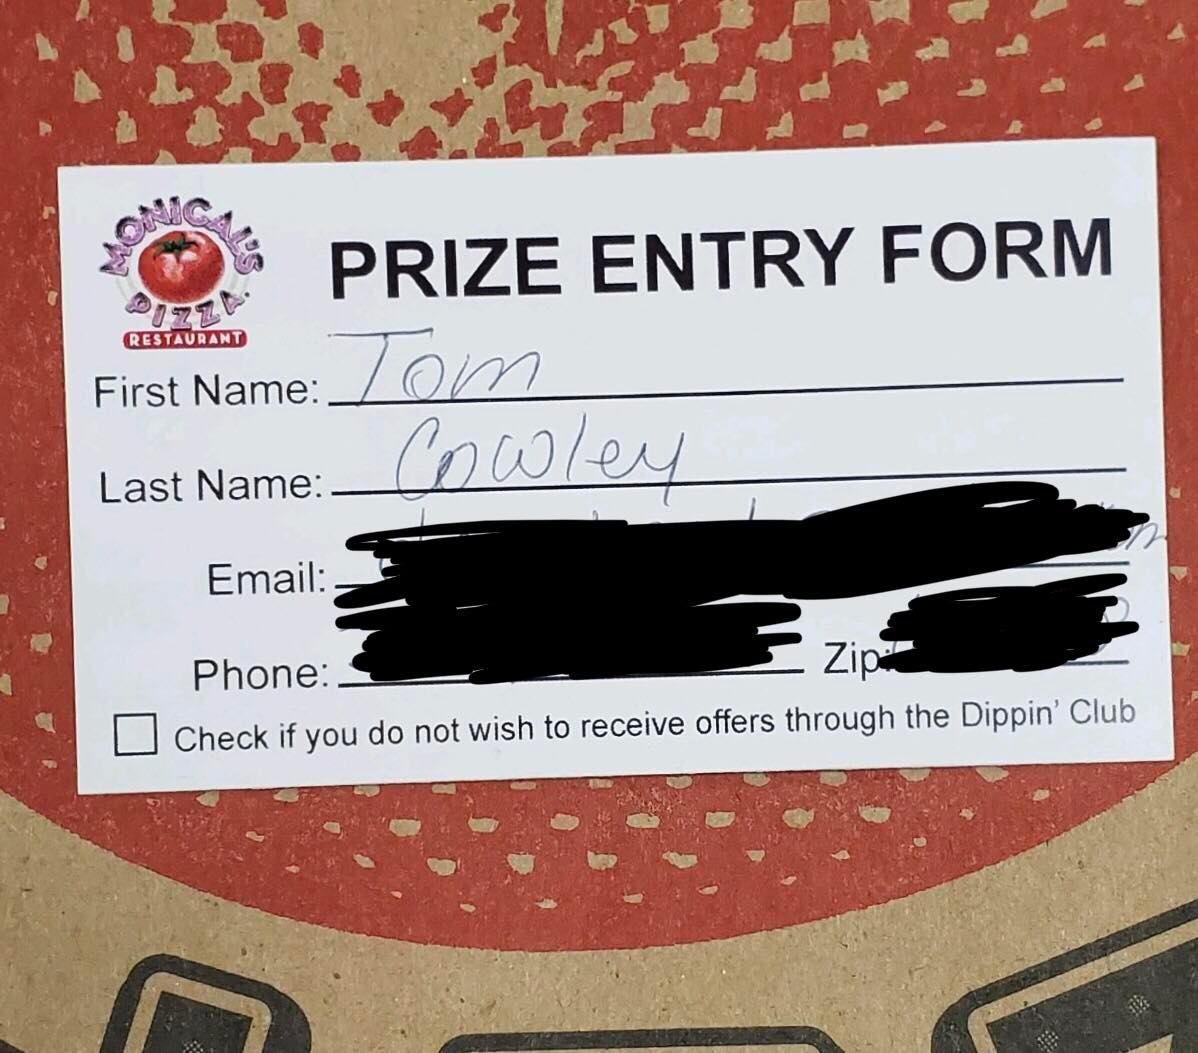 MONICAL'S
PIZZA
RESTAURANT
PRIZE ENTRY FORM
First Name: Tom
Last Name: Cowley
Email:
Phone: Zip:
Check if you do not wish to receive offers through the Dippin' Club